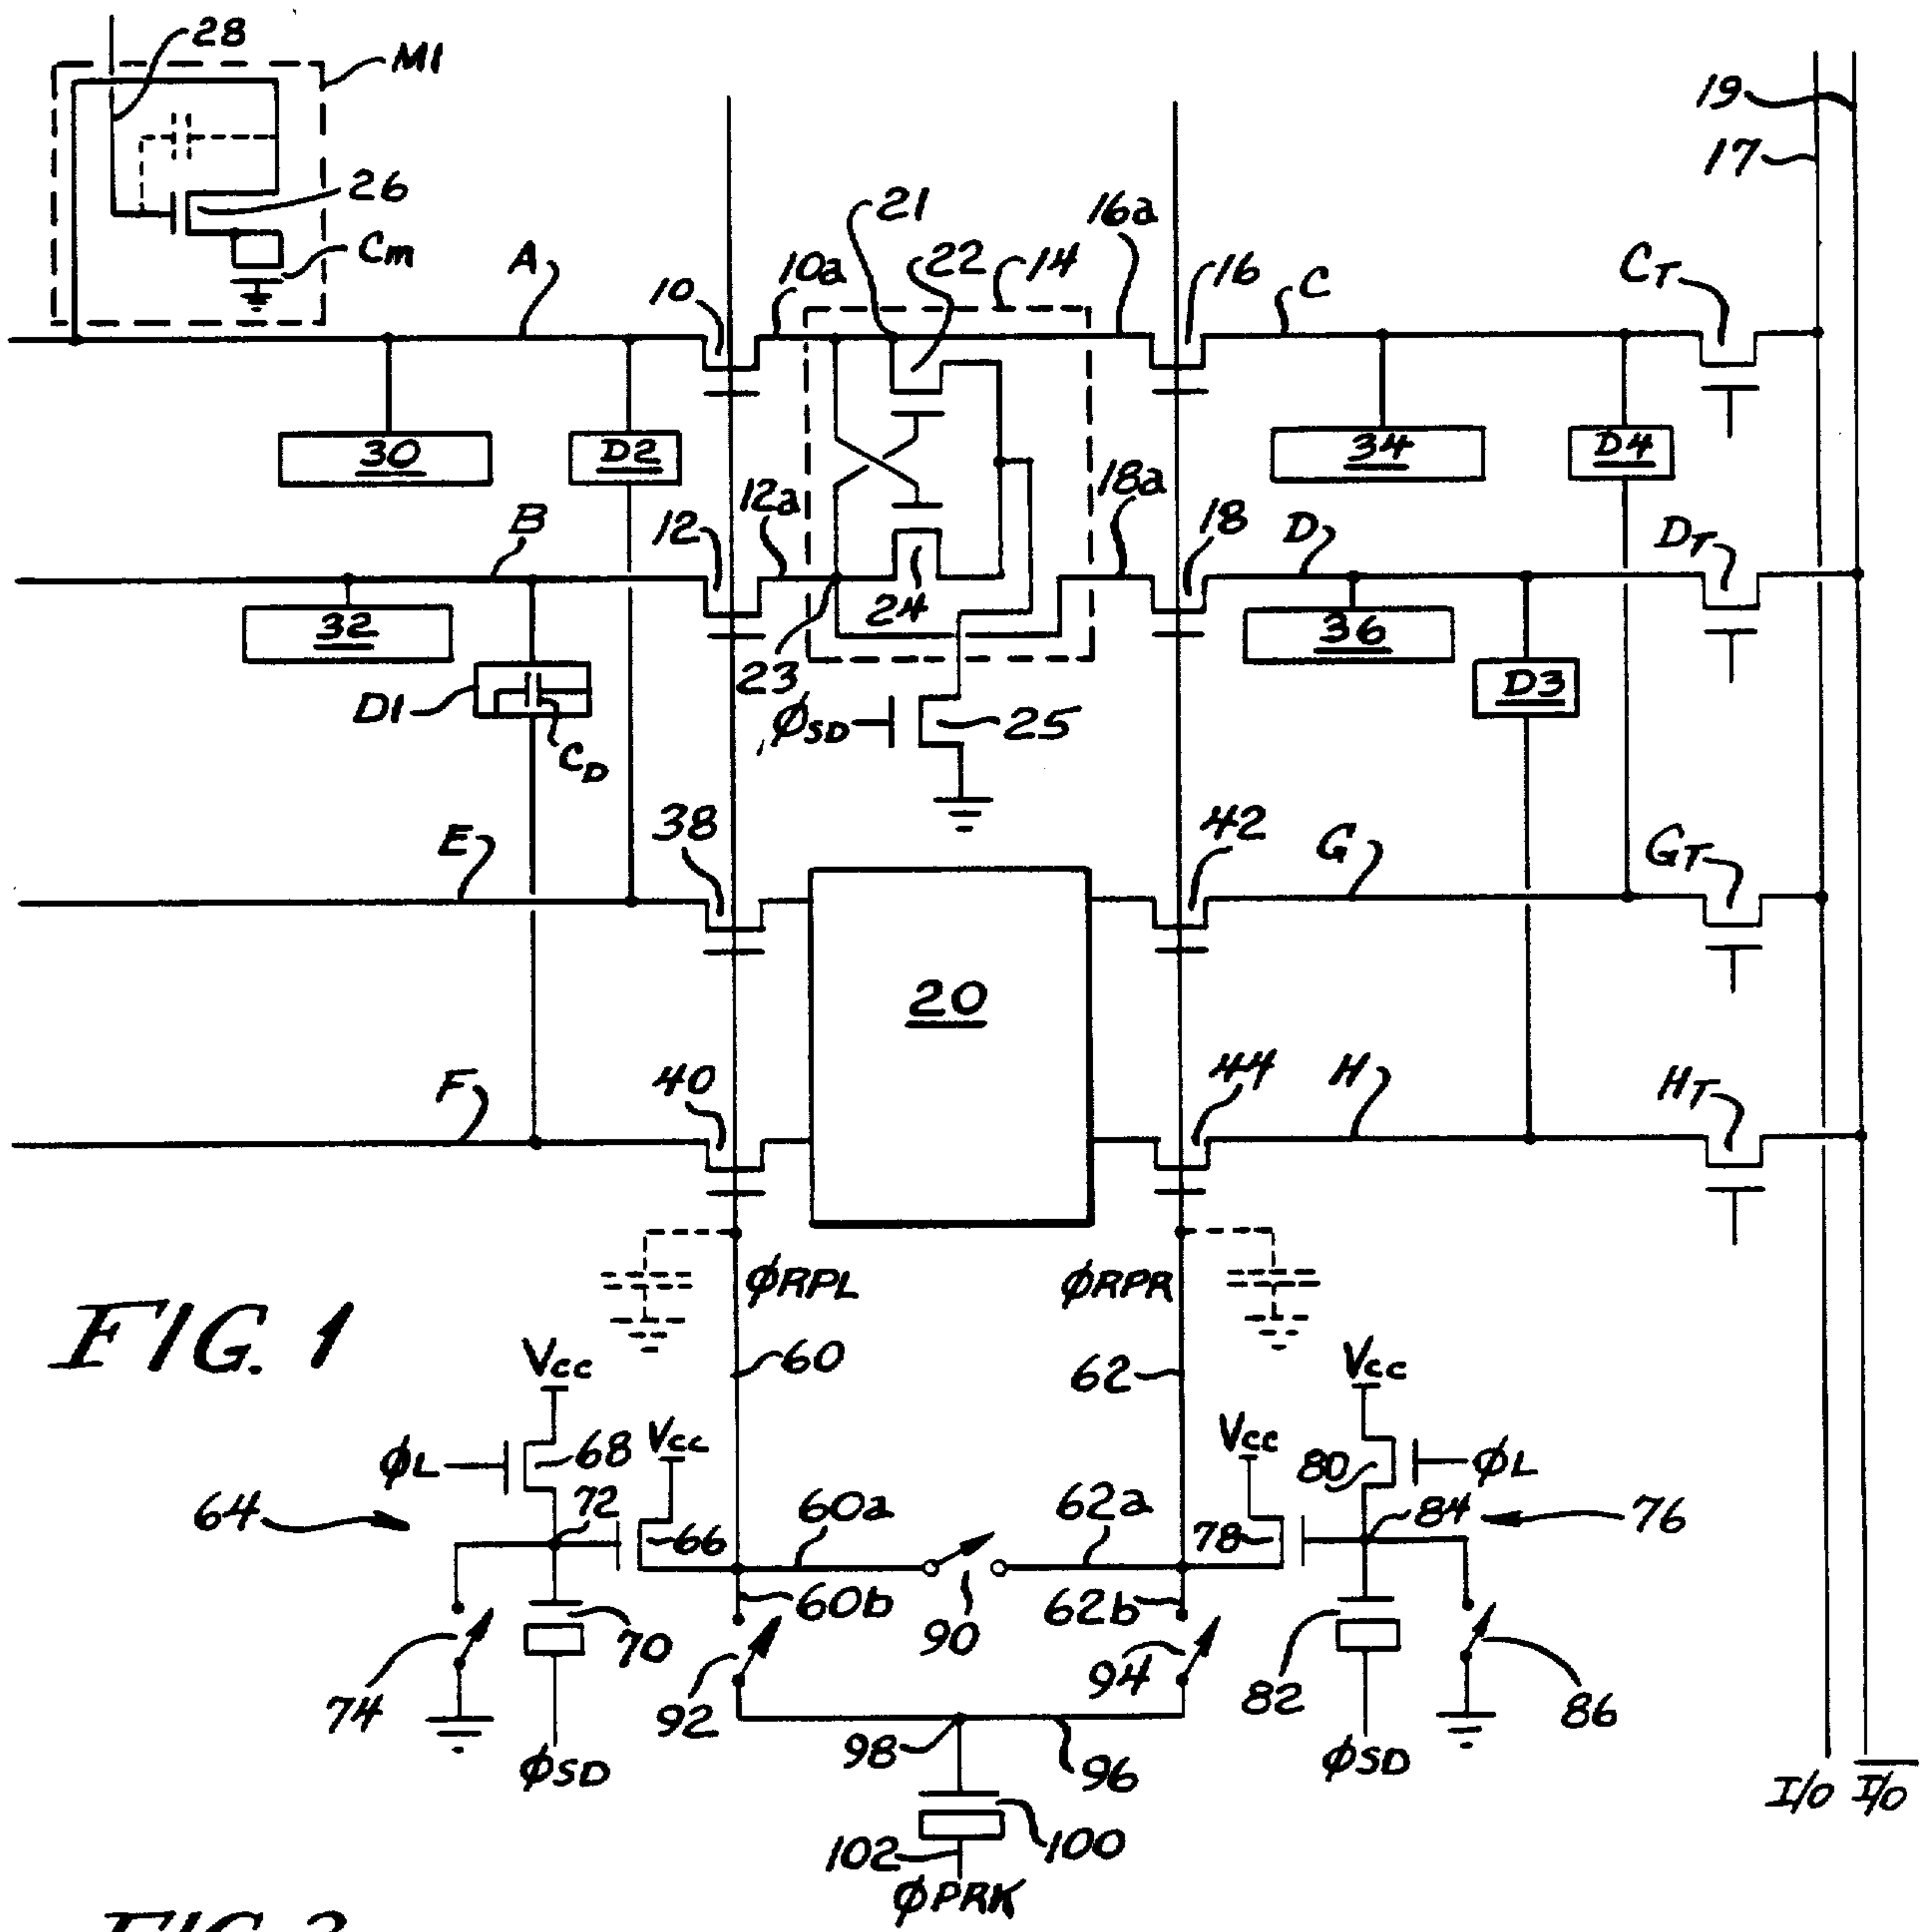 28
M1
19
17
26
Cm
A
10
10a
21
22
14
16a
16
C
CT
30
D2
34
D4
B
12
12a
18a
18
D
DT
32
24
36
23
D1
CD
ϕSD
25
D3
E
38
42
G
GT
20
F
40
44
H
HT
ϕRPL
ϕRPR
FIG. 1
60
62
Vcc
Vcc
ϕL
68
Vcc
Vcc
80
ϕL
64
72
66
60a
62a
78
84
76
60b
62b
90
74
70
92
94
82
86
98
96
ϕSD
ϕSD
I/O
I/O
102
100
ϕPRK
FIG. 2